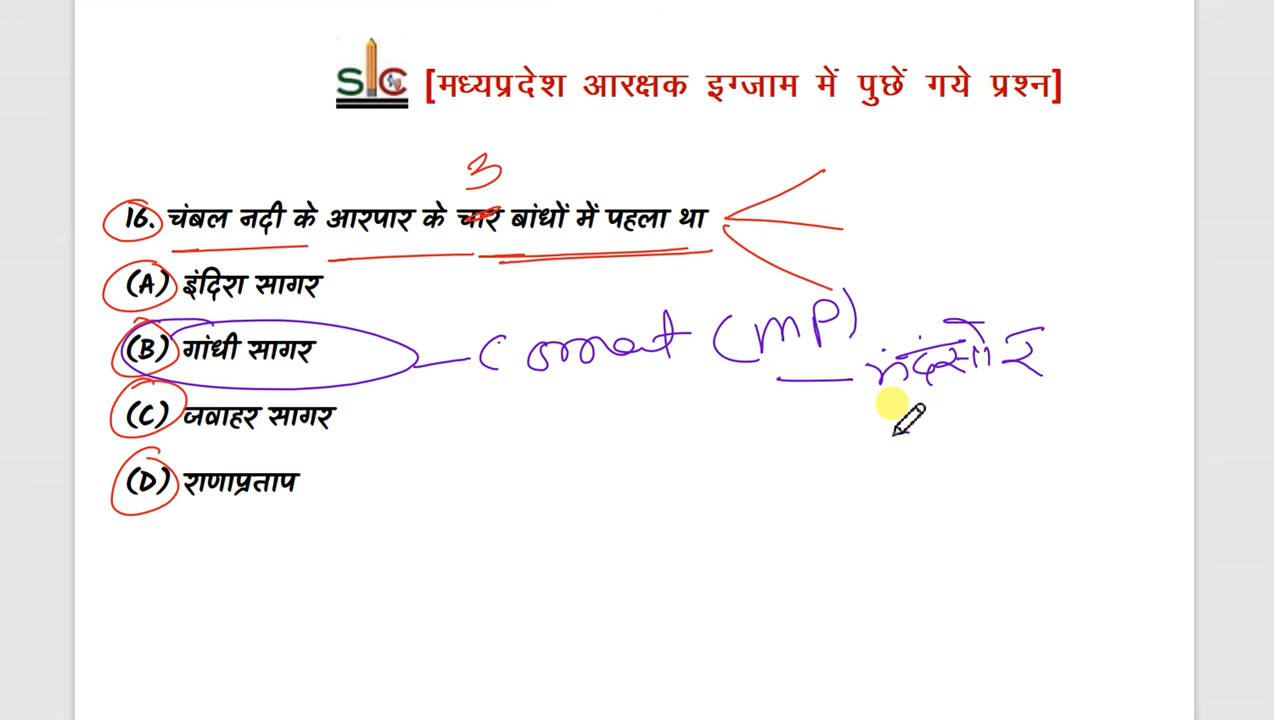 SIC [मध्यप्रदेश आरक्षक इग्जाम में पुछें गये प्रश्न]
3
16. चंबल नदी के आरपार के चार बांधों में पहला था
(A) इंदिरा सागर
(B) गांधी सागर (MP) मंदसौर
(C) जवाहर सागर
(D) राणाप्रताप